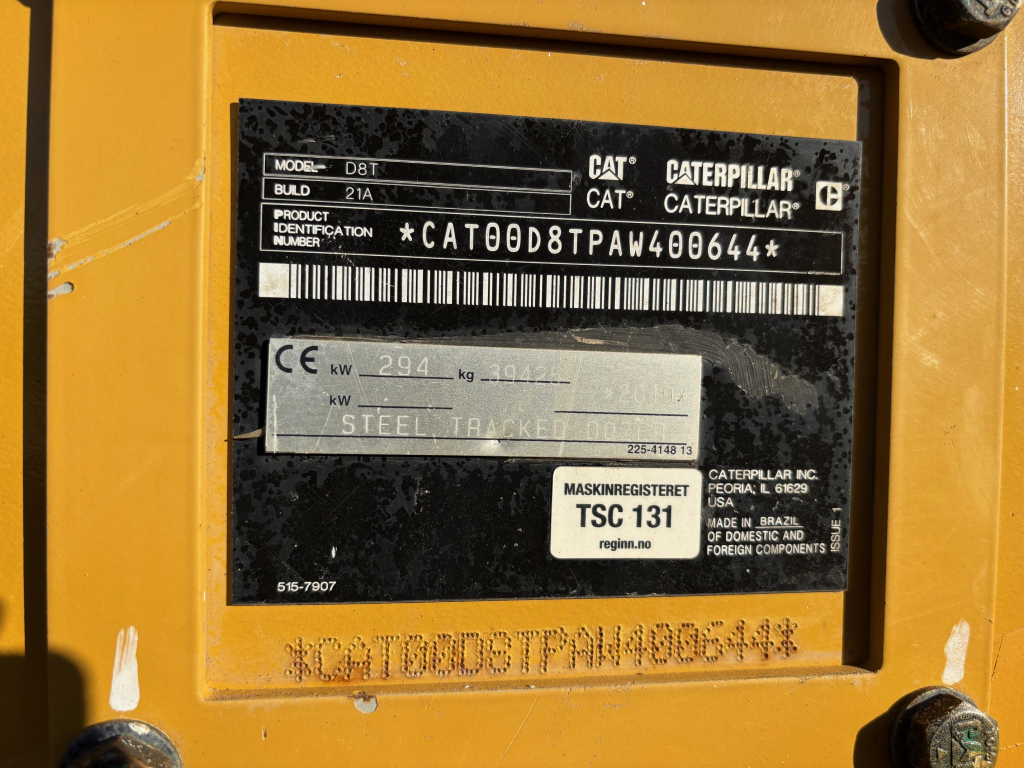 MODEL D8T
BUILD 21A
CAT® CATERPILLAR®
CAT® CATERPILLAR®
PRODUCT
IDENTIFICATION
NUMBER
*CAT00D8TPAW400644*
CE kW 294 kg 39425
kW *2019*
STEEL TRACKED DOZER
225-4148 13
MASKINREGISTERET
TSC 131
reginn.no
CATERPILLAR INC.
PEORIA, IL 61629
USA
MADE IN BRAZIL
OF DOMESTIC AND
FOREIGN COMPONENTS
ISSUE 1
515-7907
*CAT00D8TPAW400644*